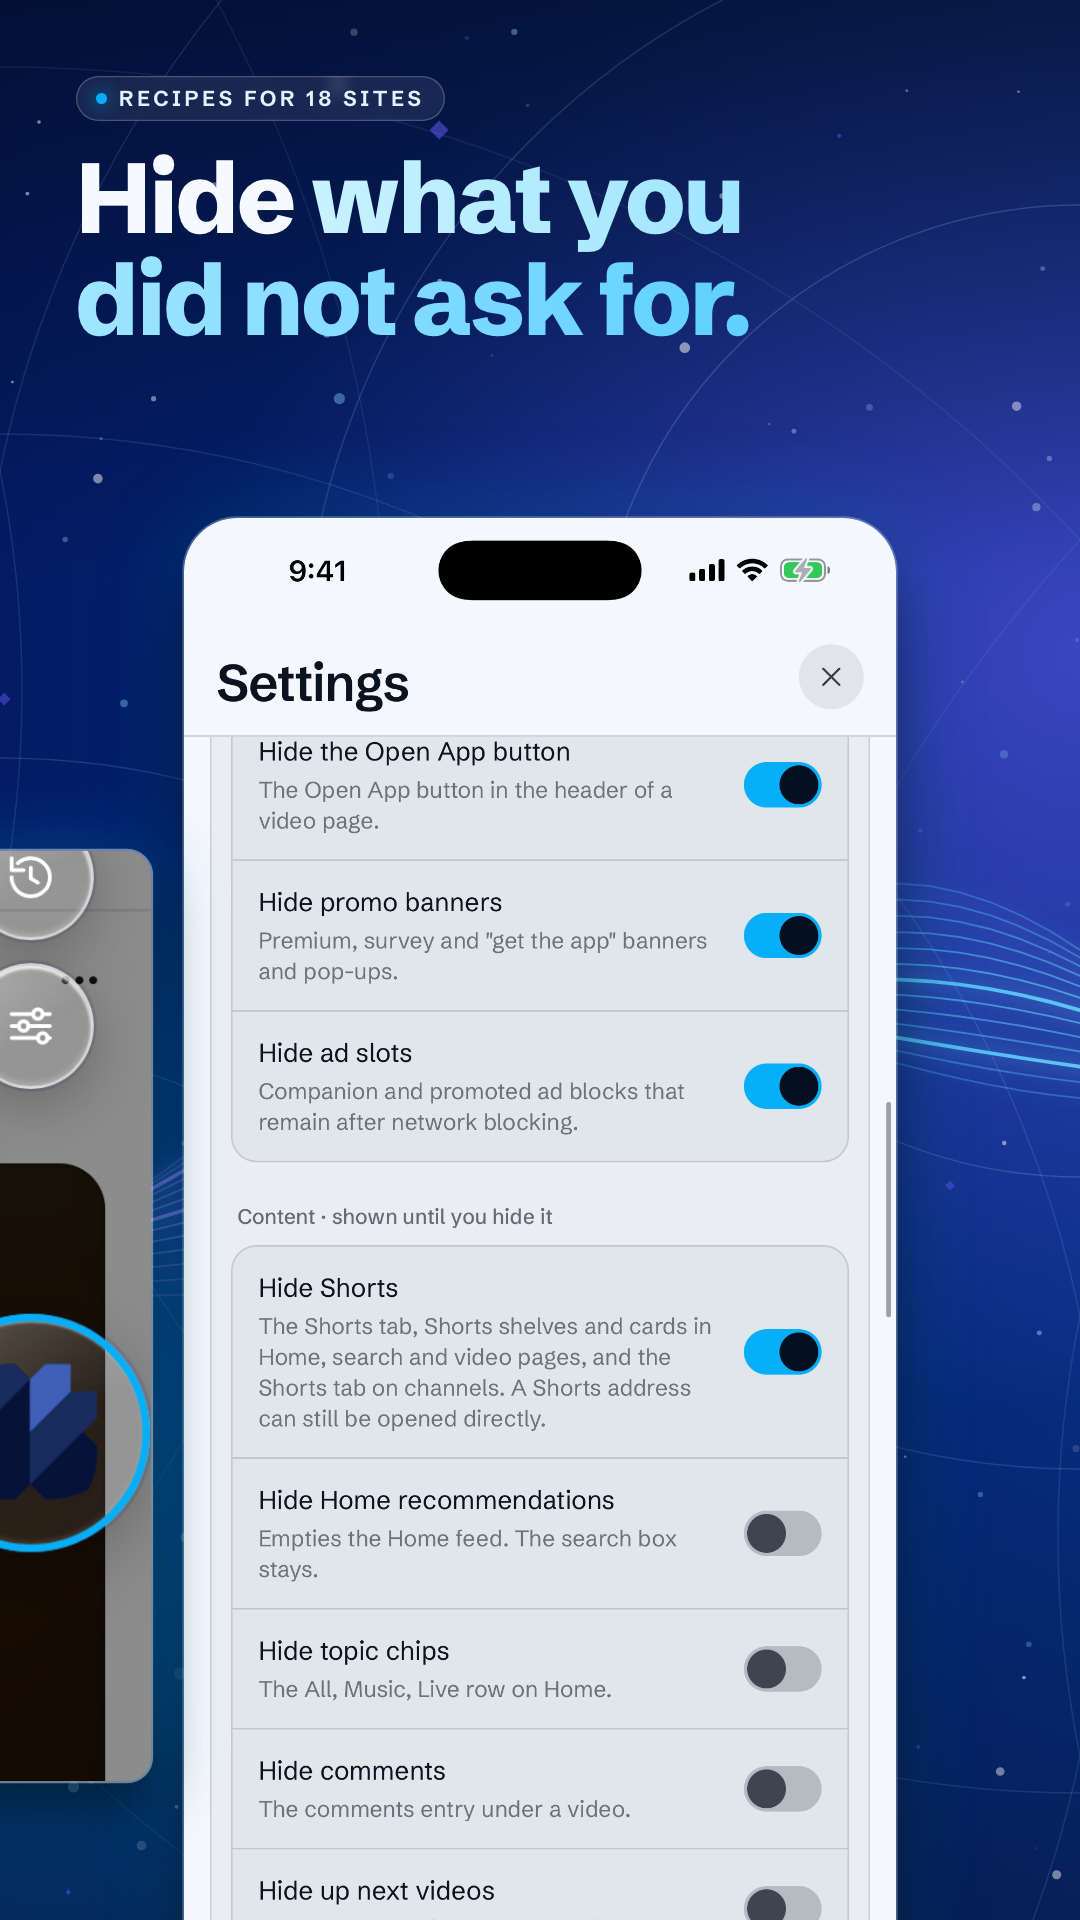 RECIPES FOR 18 SITES
Hide what you
did not ask for.
9:41
Settings
Hide the Open App button
The Open App button in the header of a
video page.
Hide promo banners
Premium, survey and "get the app" banners
and pop-ups.
Hide ad slots
Companion and promoted ad blocks that
remain after network blocking.
Content · shown until you hide it
Hide Shorts
The Shorts tab, Shorts shelves and cards in
Home, search and video pages, and the
Shorts tab on channels. A Shorts address
can still be opened directly.
Hide Home recommendations
Empties the Home feed. The search box
stays.
Hide topic chips
The All, Music, Live row on Home.
Hide comments
The comments entry under a video.
Hide up next videos